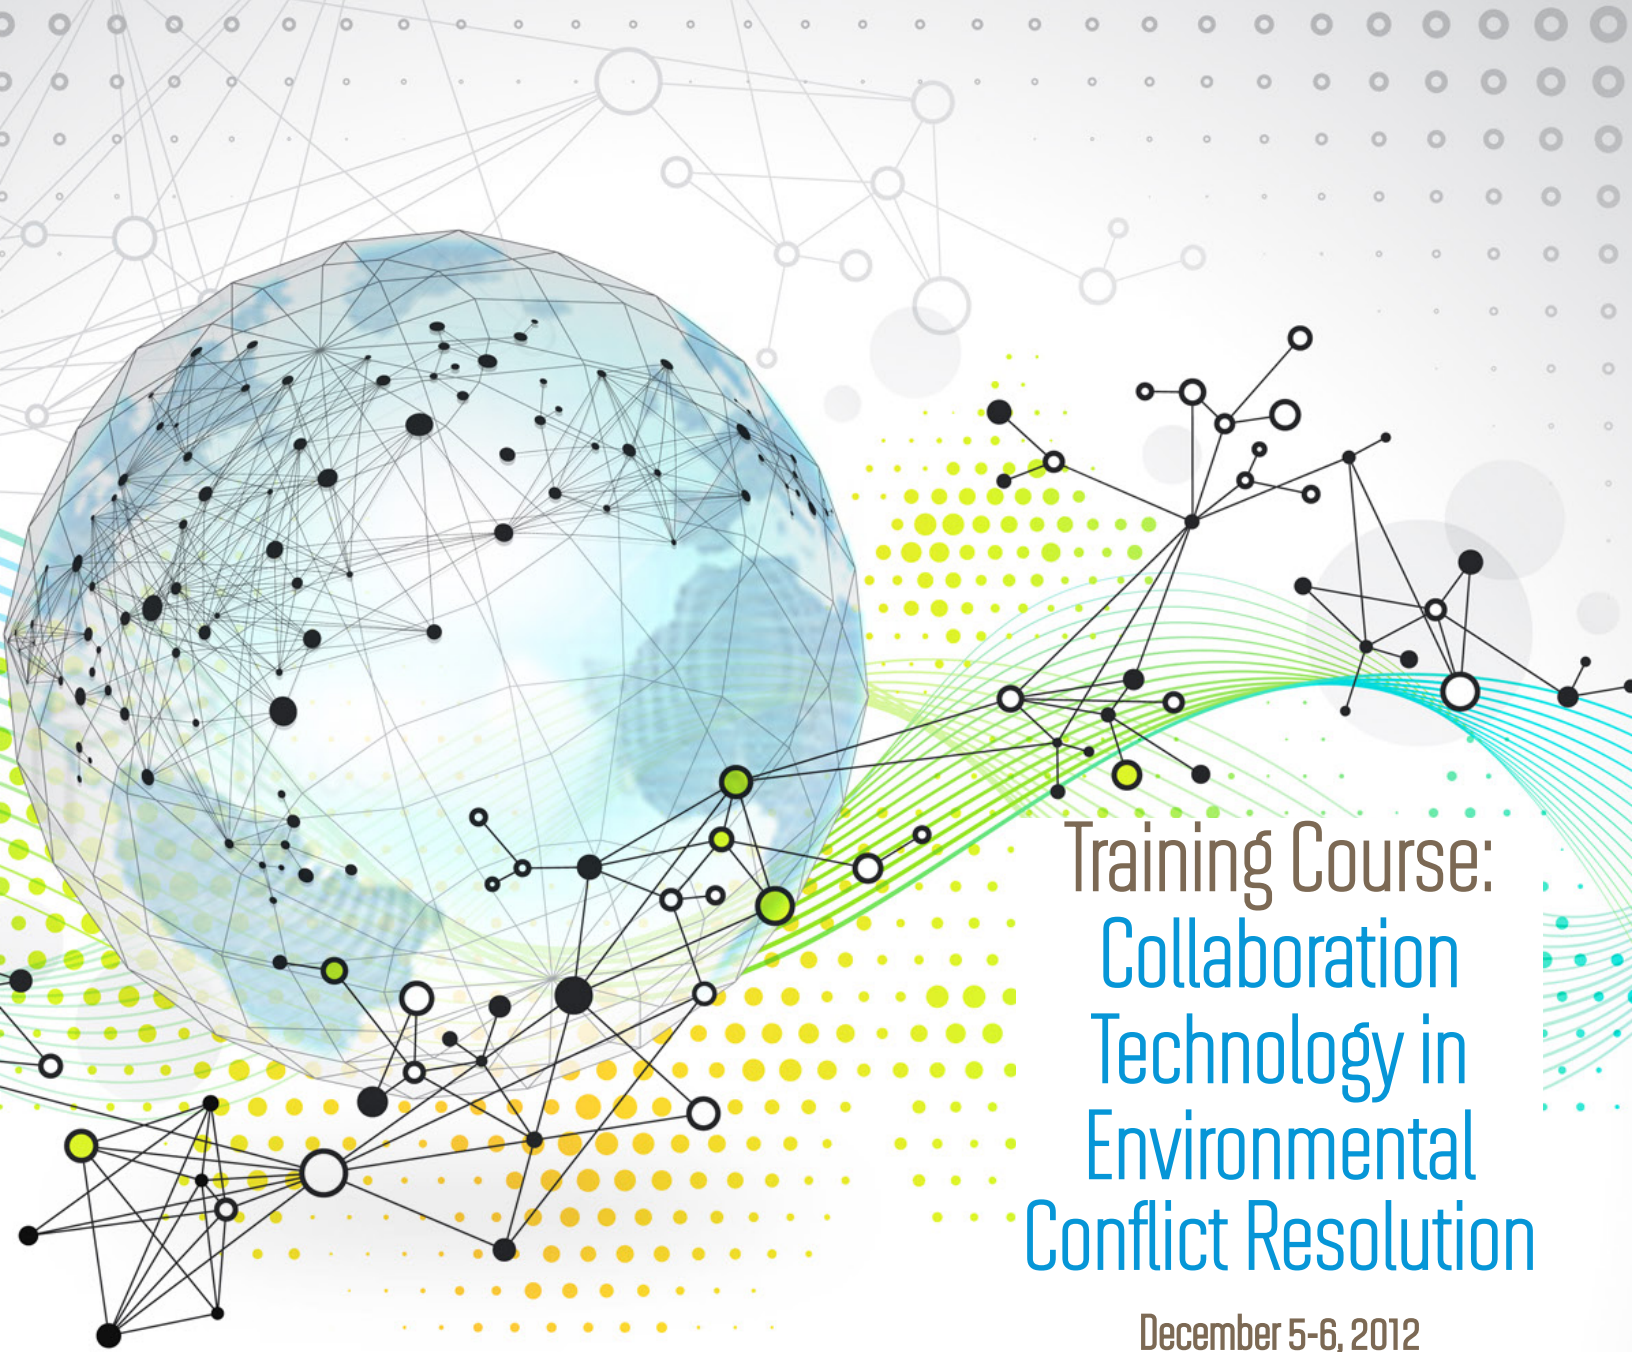 Training Course:
Collaboration
Technology in
Environmental
Conflict Resolution
December 5-6, 2012